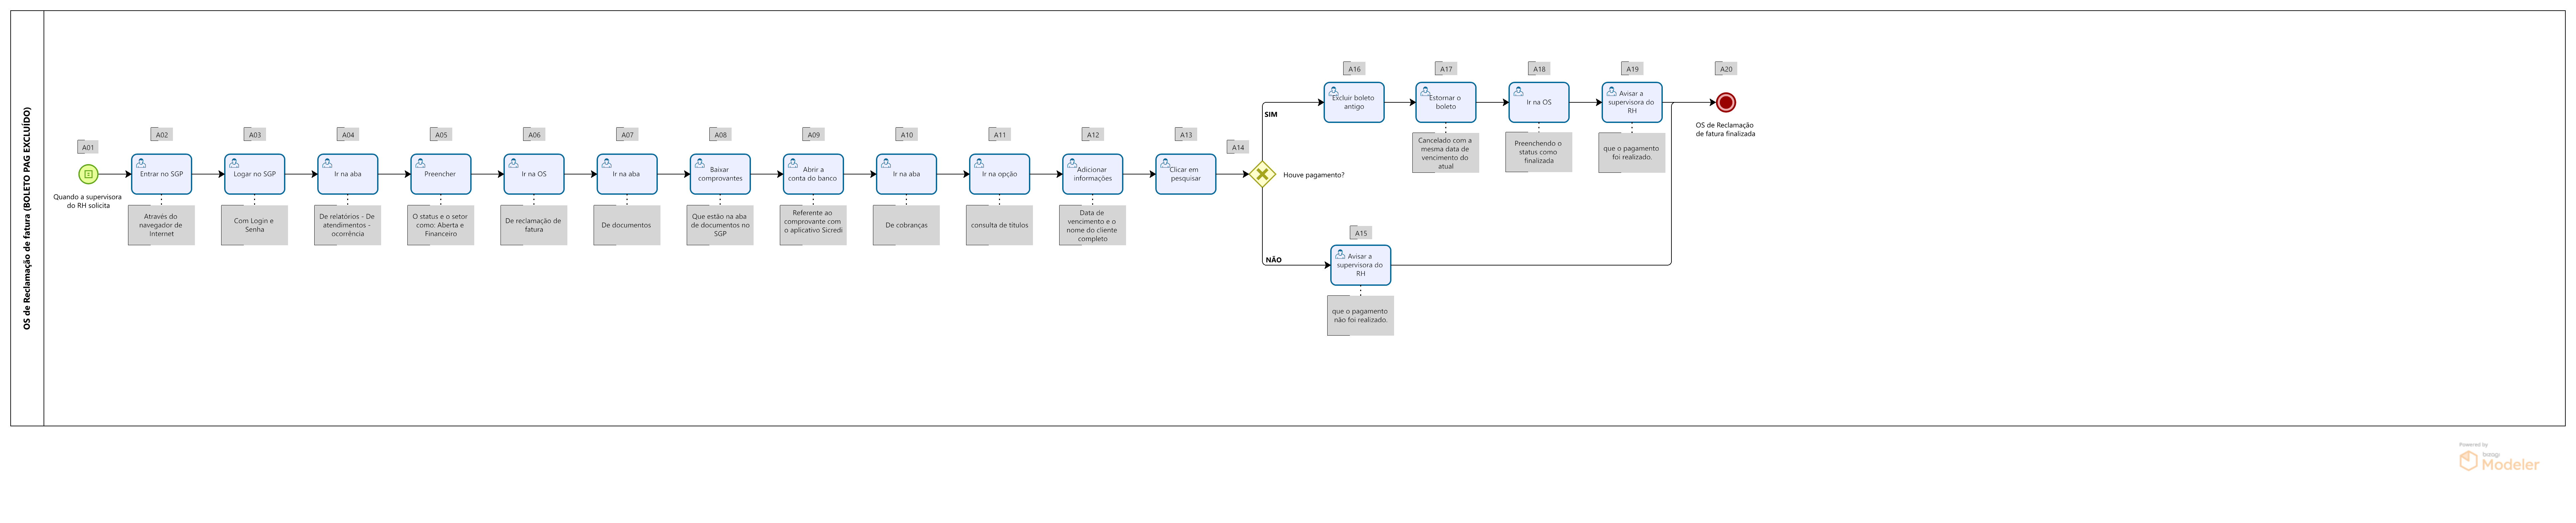 OS de Reclamação de fatura (BOLETO PAG EXCLUÍDO)
A01
Quando a supervisora
do RH solicita
A02
Entrar no SGP
Através do
navegador de
internet
A03
Logar no SGP
Com Login e
Senha
A04
Ir na aba
De relatórios - De
atendimentos -
ocorrência
A05
Preencher
O status e o setor
como: Aberta e
Financeiro
A06
Ir na OS
De reclamação de
fatura
A07
Ir na aba
De documentos
A08
Baixar
comprovantes
Que estão na aba
de documentos no
SGP
A09
Abrir a
conta do banco
Referente ao
comprovante com
o aplicativo Sicredi
A10
Ir na aba
De cobranças
A11
Ir na opção
consulta de títulos
A12
Adicionar
informações
Data de
vencimento e o
nome do cliente
completo
A13
Clicar em
pesquisar
A14
Houve pagamento?
SIM
A16
Excluir boleto
antigo
A17
Estornar o
boleto
Cancelado com a
mesma data de
vencimento do
atual
A18
Ir na OS
Preenchendo o
status como
finalizada
A19
Avisar a
supervisora do
RH
que o pagamento
foi realizado.
A20
OS de Reclamação
de fatura finalizada
NÃO
A15
Avisar a
supervisora do
RH
que o pagamento
não foi realizado.
Powered by
bizagi
Modeler